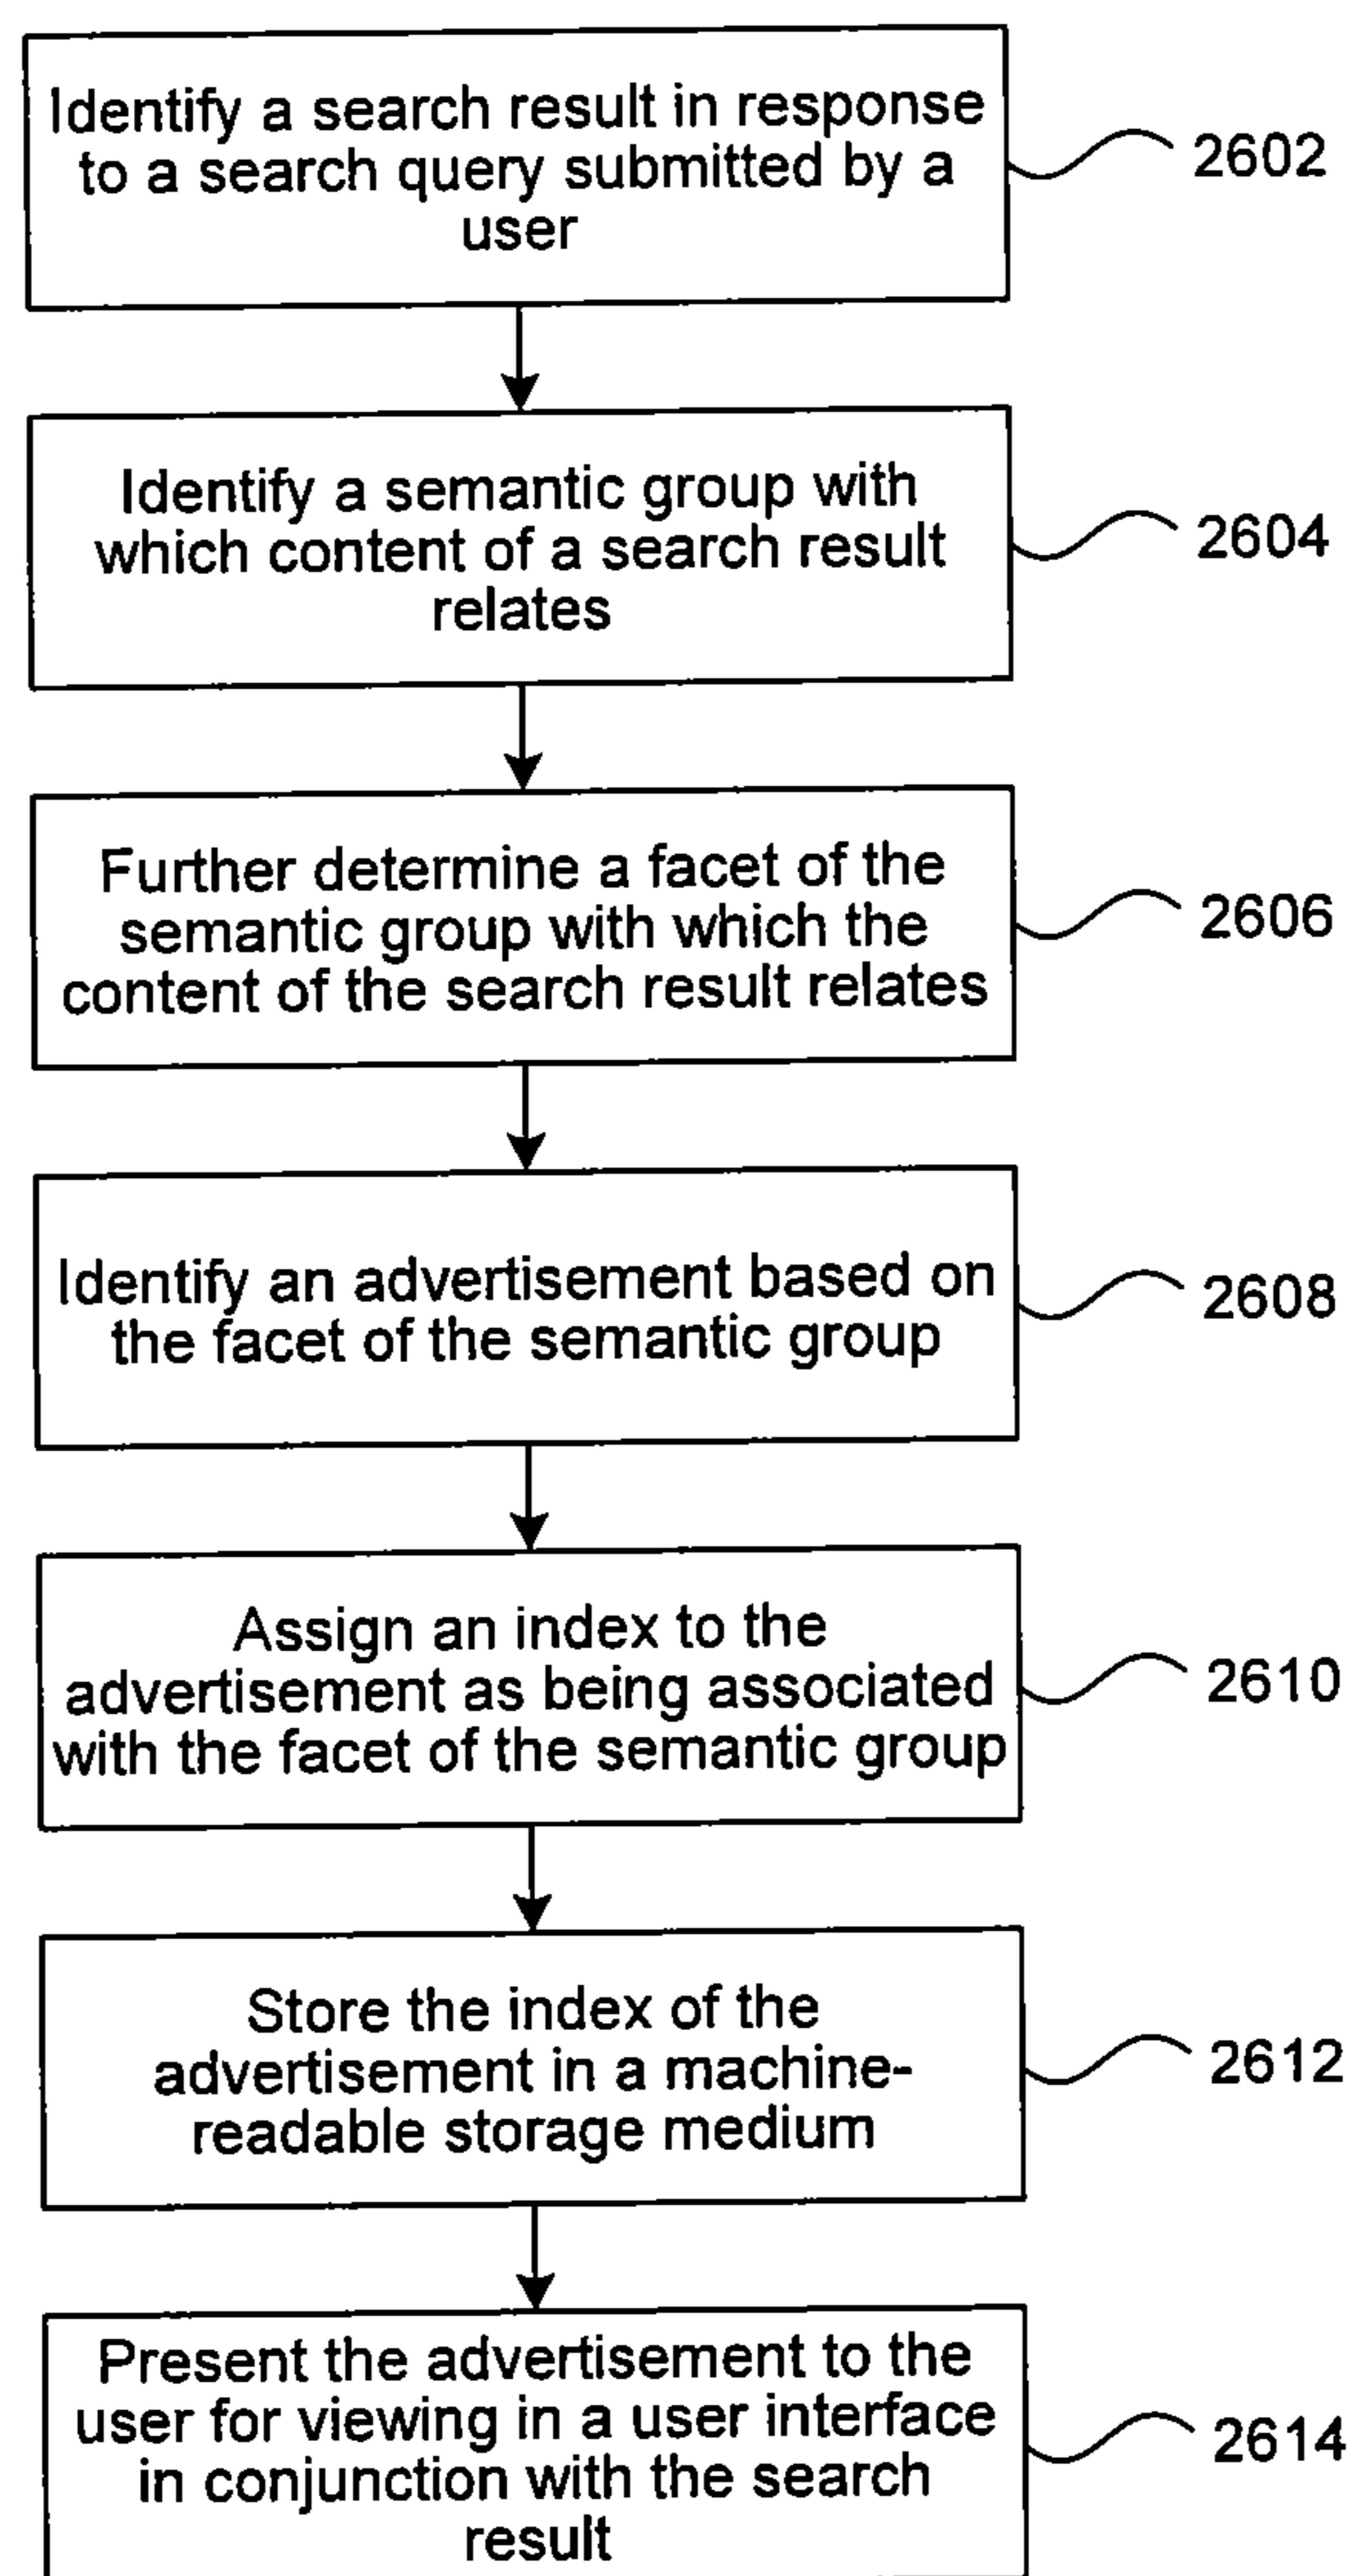 Identify a search result in response
to a search query submitted by a
user
2602
Identify a semantic group with
which content of a search result
relates
2604
Further determine a facet of the
semantic group with which the
content of the search result relates
2606
Identify an advertisement based on
the facet of the semantic group
2608
Assign an index to the
advertisement as being associated
with the facet of the semantic group
2610
Store the index of the
advertisement in a machine-
readable storage medium
2612
Present the advertisement to the
user for viewing in a user interface
in conjunction with the search
result
2614